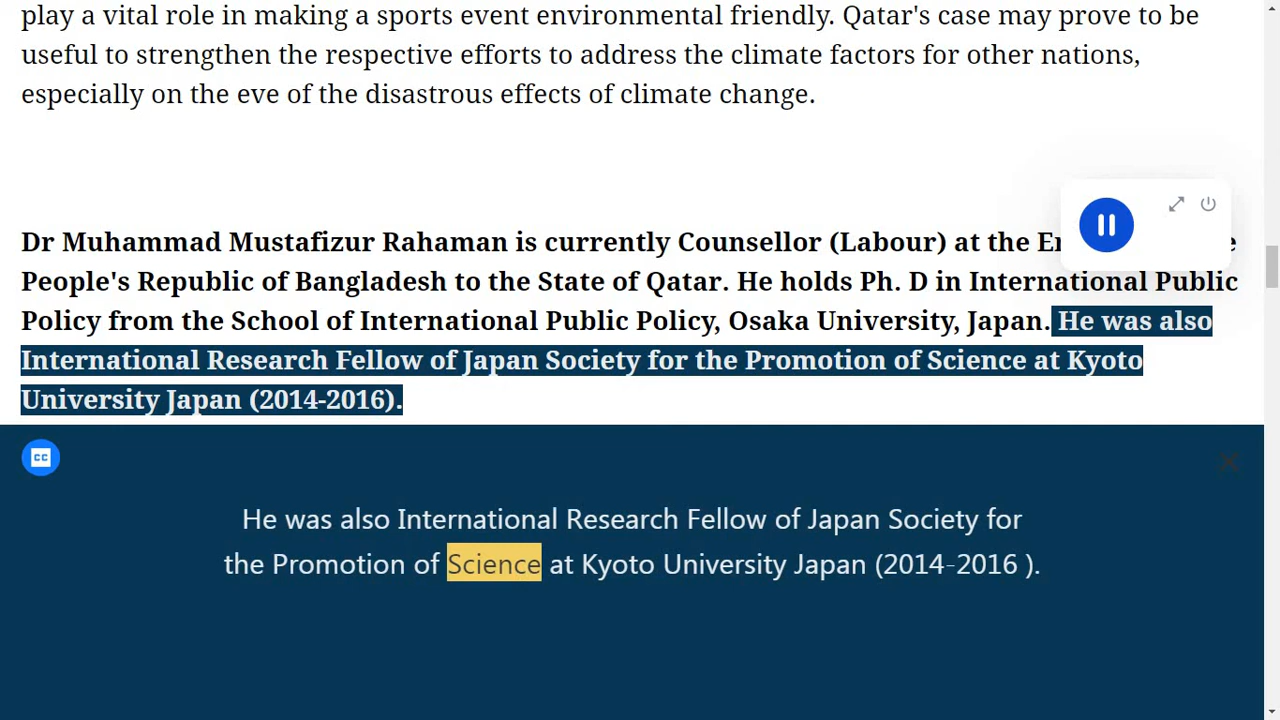 play a vital role in making a sports event environmental friendly. Qatar's case may prove to be
useful to strengthen the respective efforts to address the climate factors for other nations,
especially on the eve of the disastrous effects of climate change.
Dr Muhammad Mustafizur Rahaman is currently Counsellor (Labour) at the
People's Republic of Bangladesh to the State of Qatar. He holds Ph. D in International Public
Policy from the School of International Public Policy, Osaka University, Japan. He was also
International Research Fellow of Japan Society for the Promotion of Science at Kyoto
University Japan (2014-2016).
CC
He was also International Research Fellow of Japan Society for
the Promotion of Science at Kyoto University Japan (2014-2016 ).